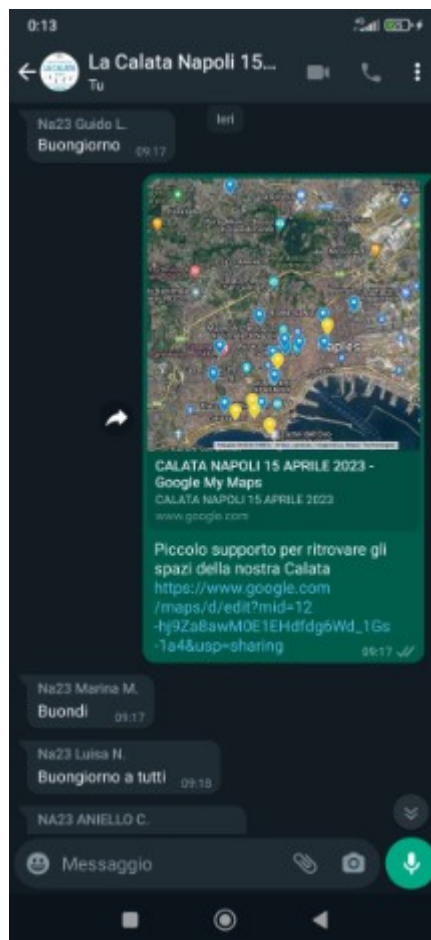 0:13
La Calata Napoli 15...
Tu
Ieri
Na23 Guido L.
Buongiorno 09:17
CALATA NAPOLI 15 APRILE 2023 -
Google My Maps
CALATA NAPOLI 15 APRILE 2023
www.google.com
Piccolo supporto per ritrovare gli
spazi della nostra Calata
https://www.google.com
/maps/d/edit?mid=12
-hj9Za8awM0E1EHdfdg6Wd_1Gs
-1a4&usp=sharing
09:17
Na23 Marina M.
Buondi 09:17
Na23 Luisa N.
Buongiorno a tutti 09:18
NA23 ANIELLO C.
Messaggio